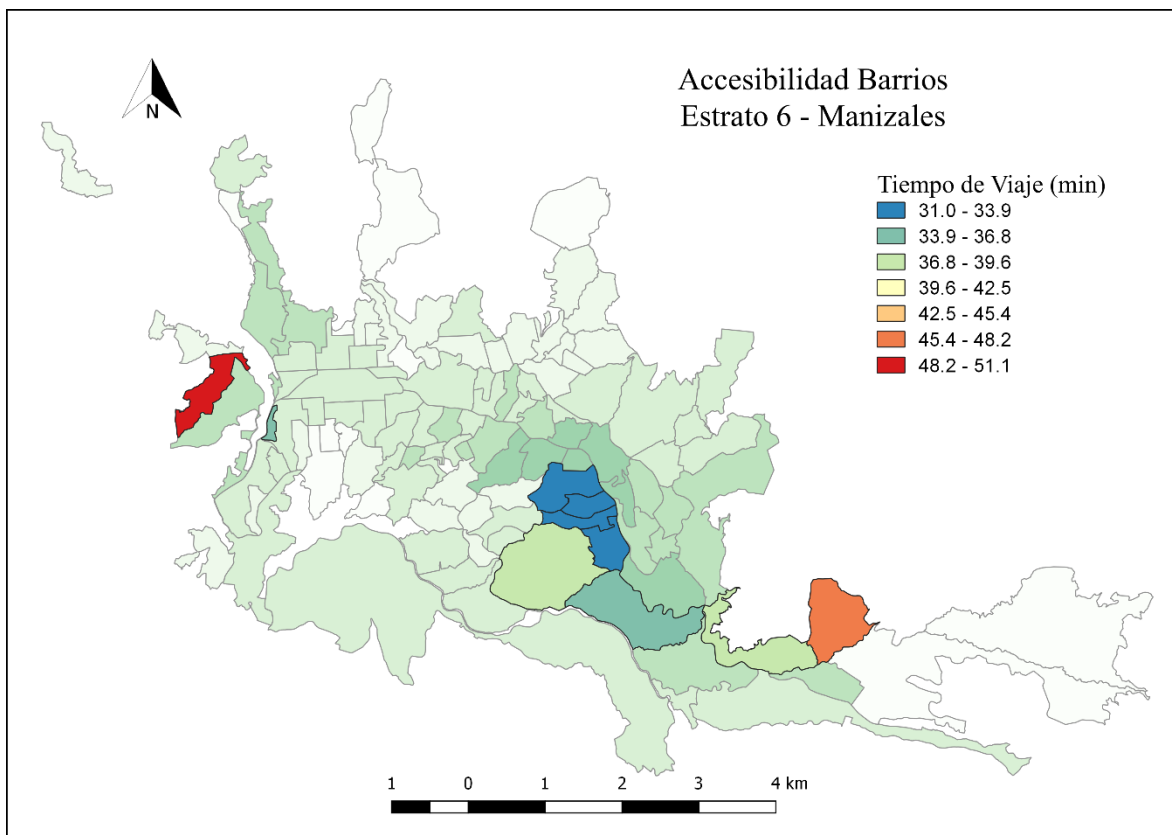 Accesibilidad Barrios
Estrato 6 - Manizales
N
Tiempo de Viaje (min)
31.0 - 33.9
33.9 - 36.8
36.8 - 39.6
39.6 - 42.5
42.5 - 45.4
45.4 - 48.2
48.2 - 51.1
1 0 1 2 3 4 km